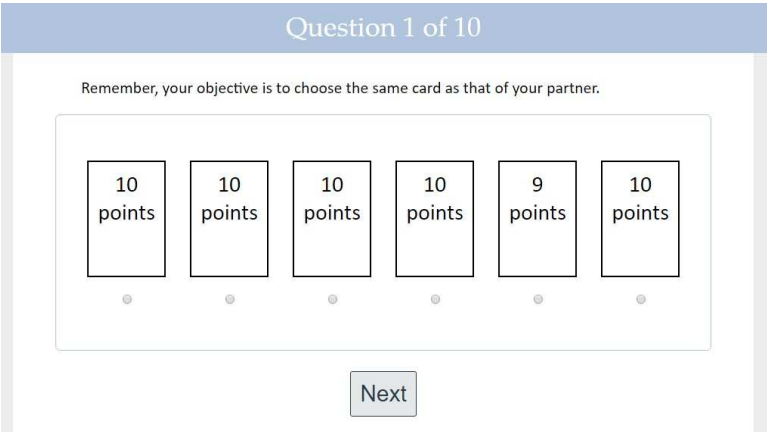 Question 1 of 10
Remember, your objective is to choose the same card as that of your partner.
10 10 10 10 9 10
points points points points points points
Next